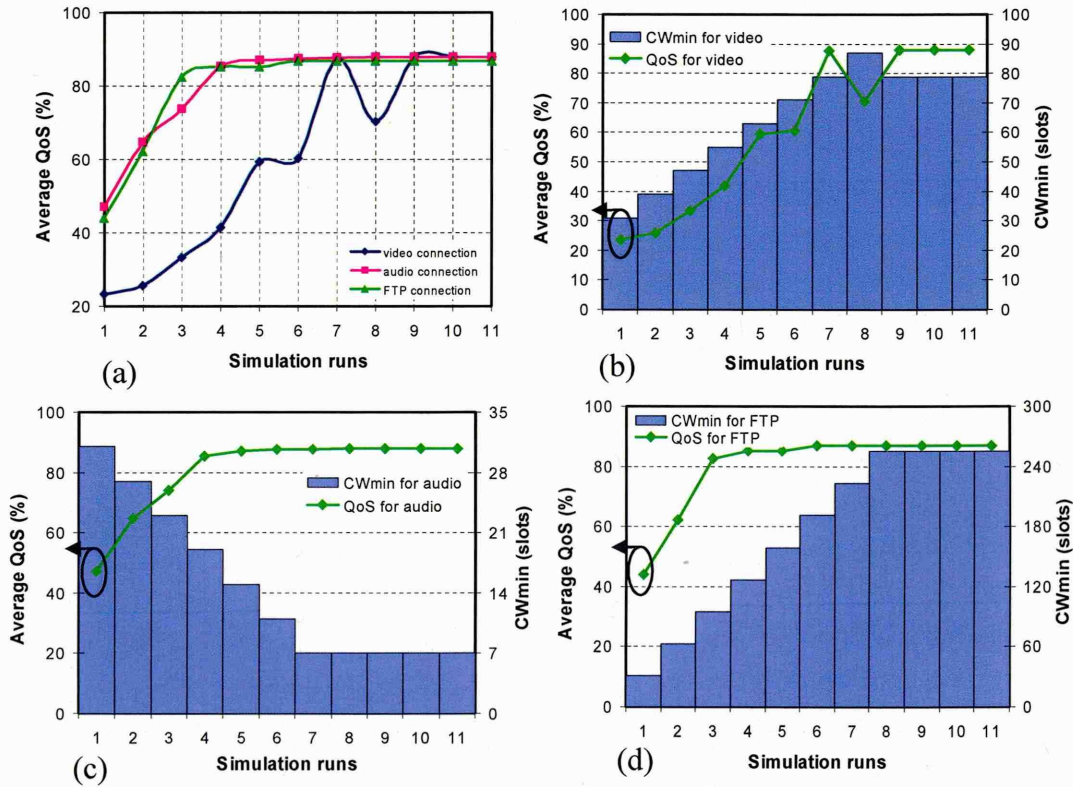 100
80
60
40
20
Average QoS (%)
1 2 3 4 5 6 7 8 9 10 11
Simulation runs
video connection
audio connection
FTP connection
(a)
100
90
80
70
60
50
40
30
20
10
0
Average QoS (%)
CWmin for video
QoS for video
100
90
80
70
60
50
40
30
20
10
0
CWmin (slots)
1 2 3 4 5 6 7 8 9 10 11
Simulation runs
(b)
100
80
60
40
20
0
Average QoS (%)
CWmin for audio
QoS for audio
35
28
21
14
7
0
CWmin (slots)
1 2 3 4 5 6 7 8 9 10 11
Simulation runs
(c)
100
80
60
40
20
0
Average QoS (%)
CWmin for FTP
QoS for FTP
300
240
180
120
60
0
CWmin (slots)
1 2 3 4 5 6 7 8 9 10 11
Simulation runs
(d)